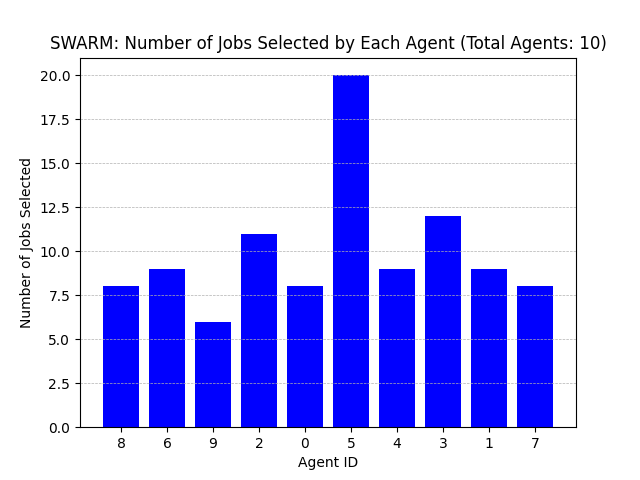 SWARM: Number of Jobs Selected by Each Agent (Total Agents: 10)
Number of Jobs Selected
20.0
17.5
15.0
12.5
10.0
7.5
5.0
2.5
0.0
8 6 9 2 0 5 4 3 1 7
Agent ID